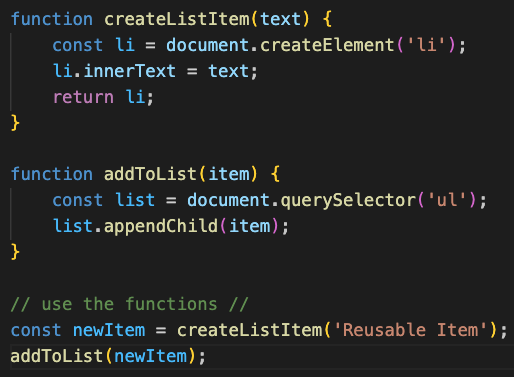 function createListItem(text) {
    const li = document.createElement('li');
    li.innerText = text;
    return li;
}

function addToList(item) {
    const list = document.querySelector('ul');
    list.appendChild(item);
}

// use the functions //
const newItem = createListItem('Reusable Item');
addToList(newItem);